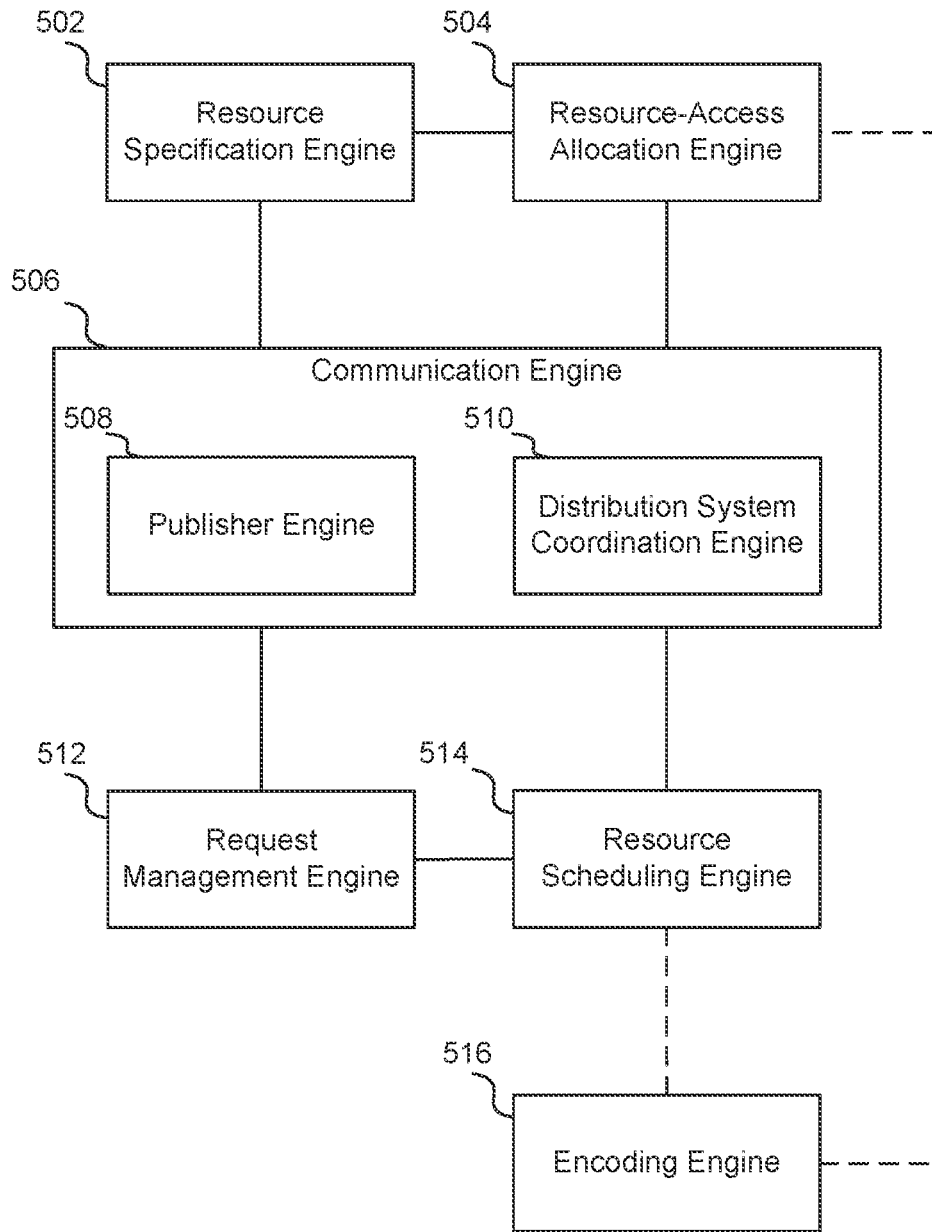 502
504
Resource
Specification Engine
Resource-Access
Allocation Engine
506
Communication Engine
508
510
Publisher Engine
Distribution System
Coordination Engine
512
514
Request
Management Engine
Resource
Scheduling Engine
516
Encoding Engine